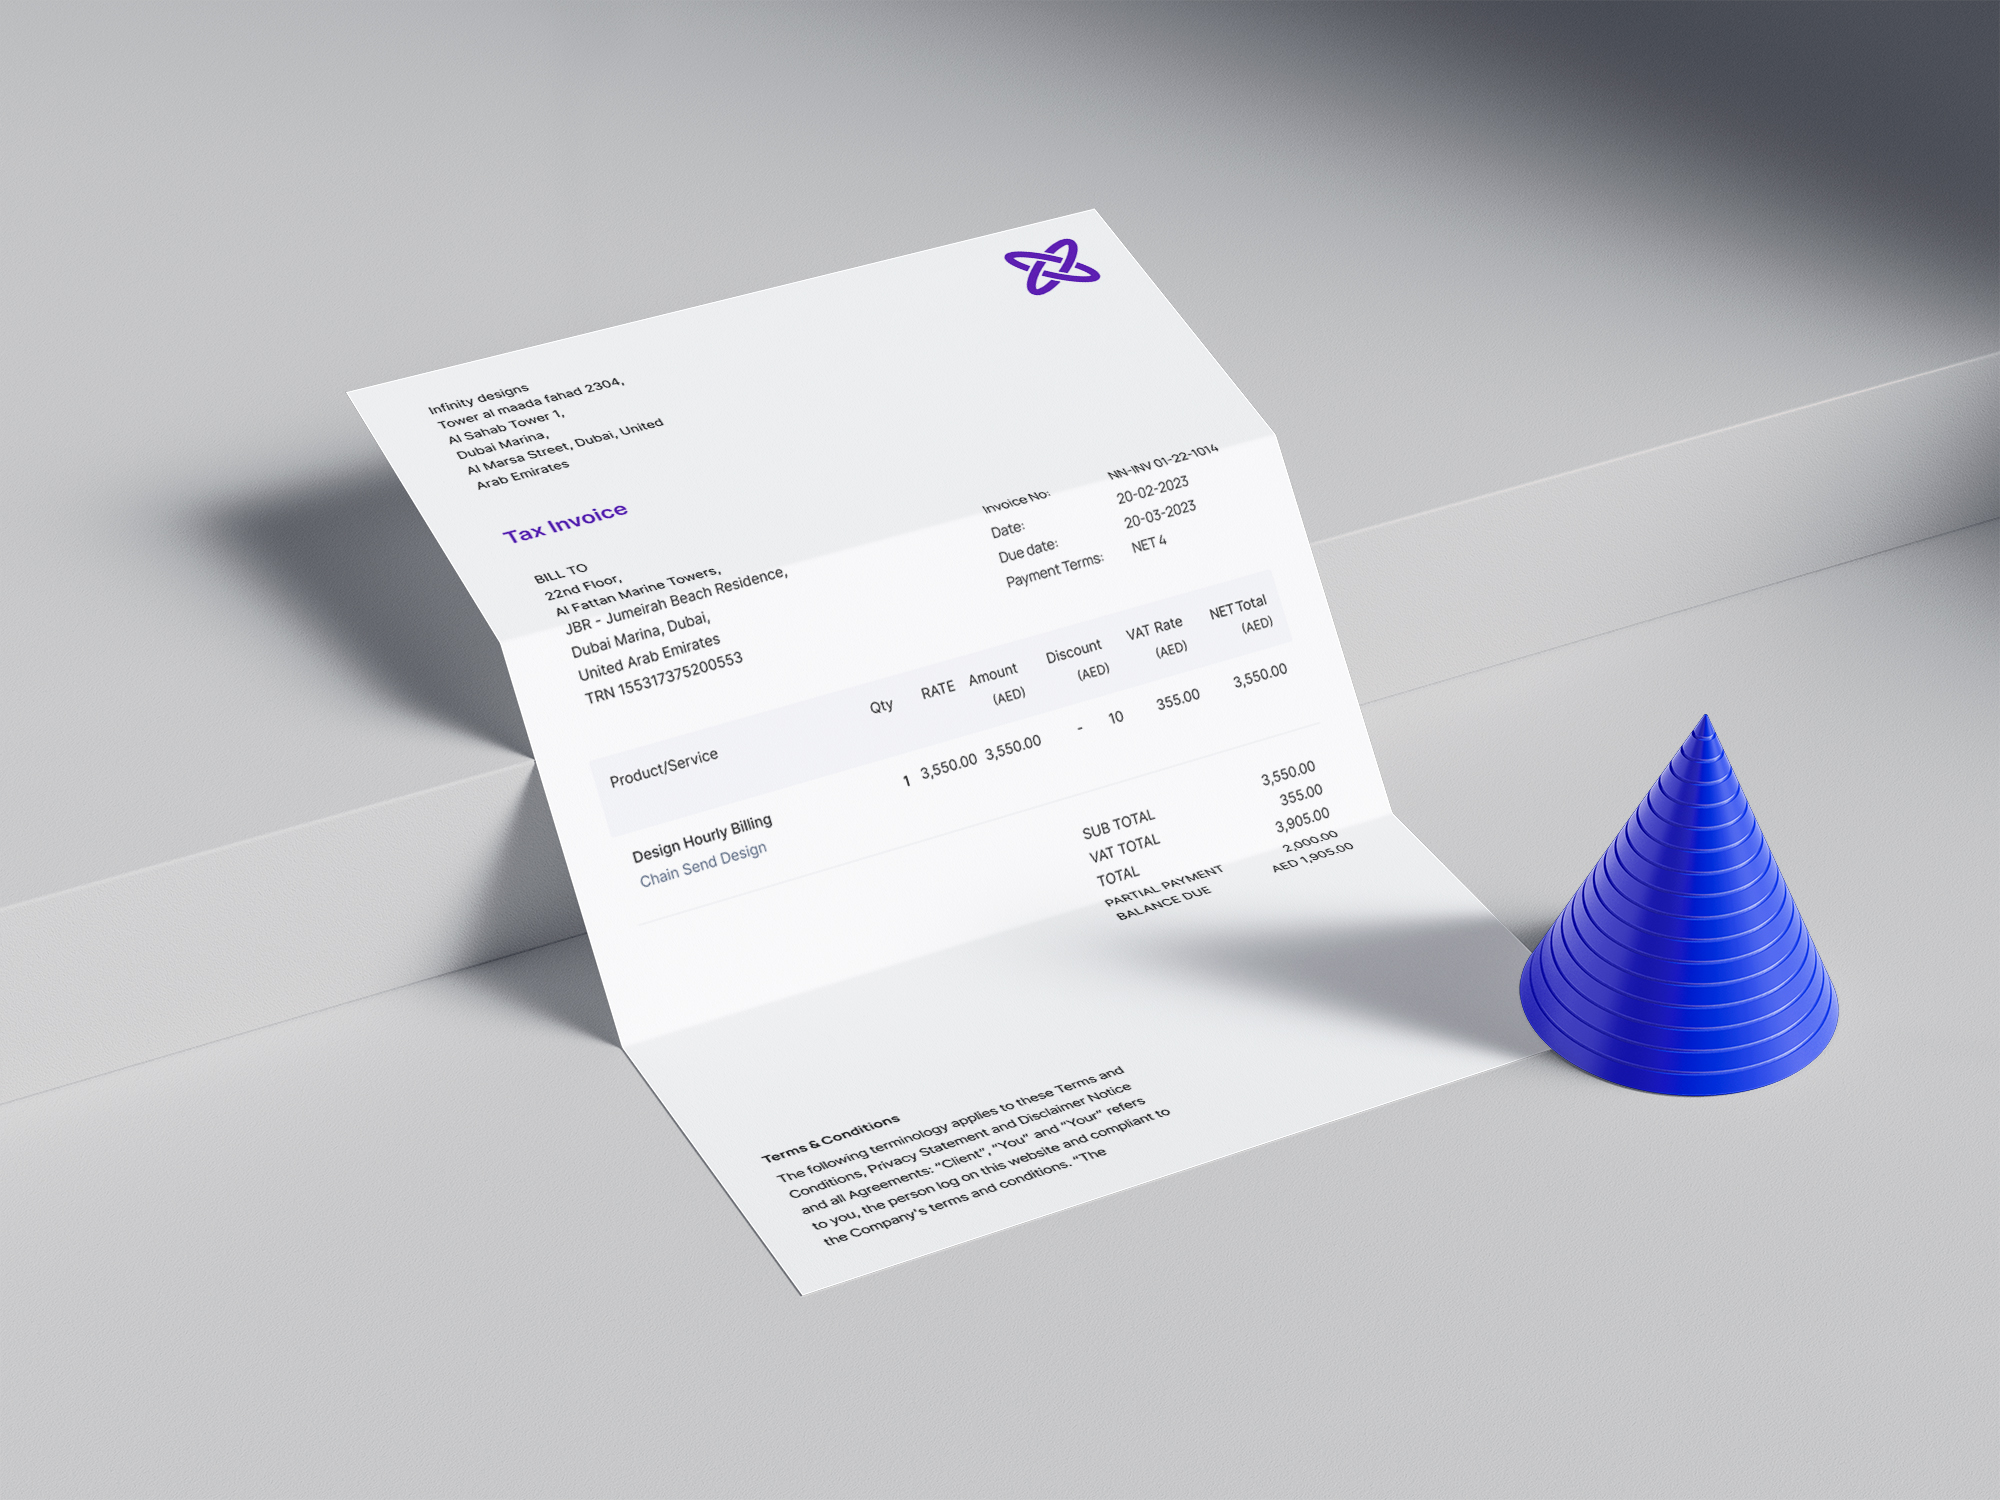 Infinity designs
Tower al maada fahad 2304,
Al Sahab Tower 1,
Dubai Marina,
Al Marsa Street, Dubai, United
Arab Emirates
Tax Invoice
BILL TO
22nd Floor,
Al Fattan Marine Towers,
JBR - Jumeirah Beach Residence,
Dubai Marina, Dubai,
United Arab Emirates
TRN 155317375200553
Invoice No: NN-INV 01-22-1014
Date: 20-02-2023
Due date: 20-03-2023
Payment Terms: NET 4
Product/Service Qty RATE Amount (AED) Discount (AED) VAT Rate (AED) NET Total (AED)
Design Hourly Billing 1 3,550.00 3,550.00 - 10 355.00 3,550.00
Chain Send Design
SUB TOTAL 3,550.00
VAT TOTAL 355.00
TOTAL 3,905.00
PARTIAL PAYMENT 2,000.00
BALANCE DUE AED 1,905.00
Terms & Conditions
The following terminology applies to these Terms and
Conditions, Privacy Statement and Disclaimer Notice
and all Agreements: "Client", "You" and "Your" refers
to you, the person log on this website and compliant to
the Company's terms and conditions. "The